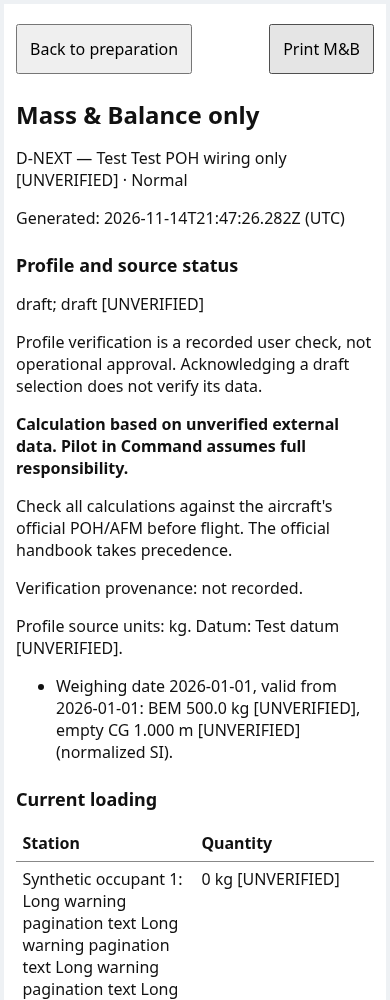 Back to preparation
Print M&B
Mass & Balance only
D-NEXT — Test Test POH wiring only
[UNVERIFIED] · Normal
Generated: 2026-11-14T21:47:26.282Z (UTC)
Profile and source status
draft; draft [UNVERIFIED]
Profile verification is a recorded user check, not
operational approval. Acknowledging a draft
selection does not verify its data.
Calculation based on unverified external
data. Pilot in Command assumes full
responsibility.
Check all calculations against the aircraft's
official POH/AFM before flight. The official
handbook takes precedence.
Verification provenance: not recorded.
Profile source units: kg. Datum: Test datum
[UNVERIFIED].
• Weighing date 2026-01-01, valid from
2026-01-01: BEM 500.0 kg [UNVERIFIED],
empty CG 1.000 m [UNVERIFIED]
(normalized SI).
Current loading
Station Quantity
Synthetic occupant 1: 0 kg [UNVERIFIED]
Long warning
pagination text Long
warning pagination
text Long warning
pagination text Long